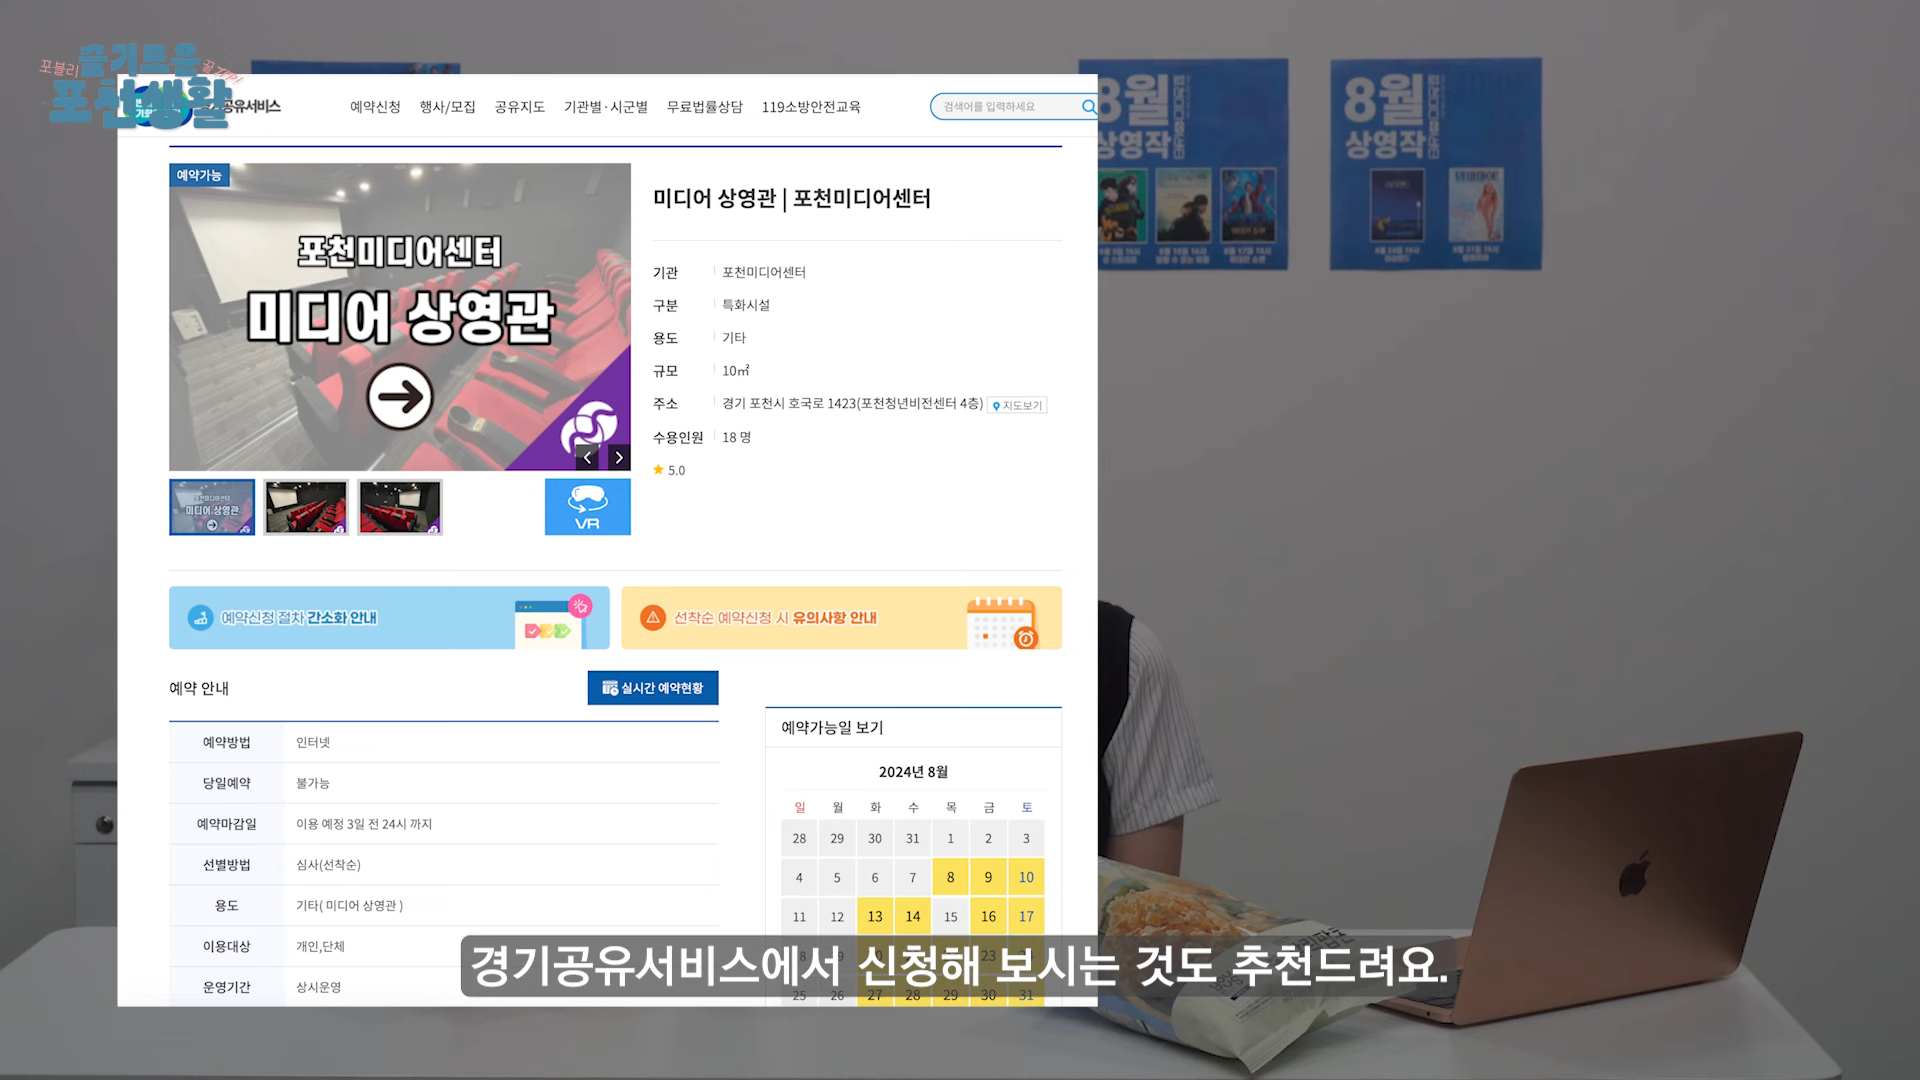 포블리 슬기로운 꿀TIP!
포천생활
공유서비스
예약신청 행사/모집 공유지도 기관별·시군별 무료법률상담 119소방안전교육
검색어를 입력하세요
예약가능
포천미디어센터
미디어 상영관
VR
미디어 상영관 | 포천미디어센터
기관 포천미디어센터
구분 특화시설
용도 기타
규모 10㎡
주소 경기 포천시 호국로 1423(포천청년비전센터 4층) 지도보기
수용인원 18 명
5.0
예약신청 절차 간소화 안내
선착순 예약신청 시 유의사항 안내
예약 안내
실시간 예약현황
예약방법 인터넷
당일예약 불가능
예약마감일 이용 예정 3일 전 24시 까지
선별방법 심사(선착순)
용도 기타( 미디어 상영관 )
이용대상 개인,단체
운영기간 상시운영
예약가능일 보기
2024년 8월
일 월 화 수 목 금 토
28 29 30 31 1 2 3
4 5 6 7 8 9 10
11 12 13 14 15 16 17
23
25 26 27 28 29 30 31
8월
상영작
8월
상영작
경기공유서비스에서 신청해 보시는 것도 추천드려요.